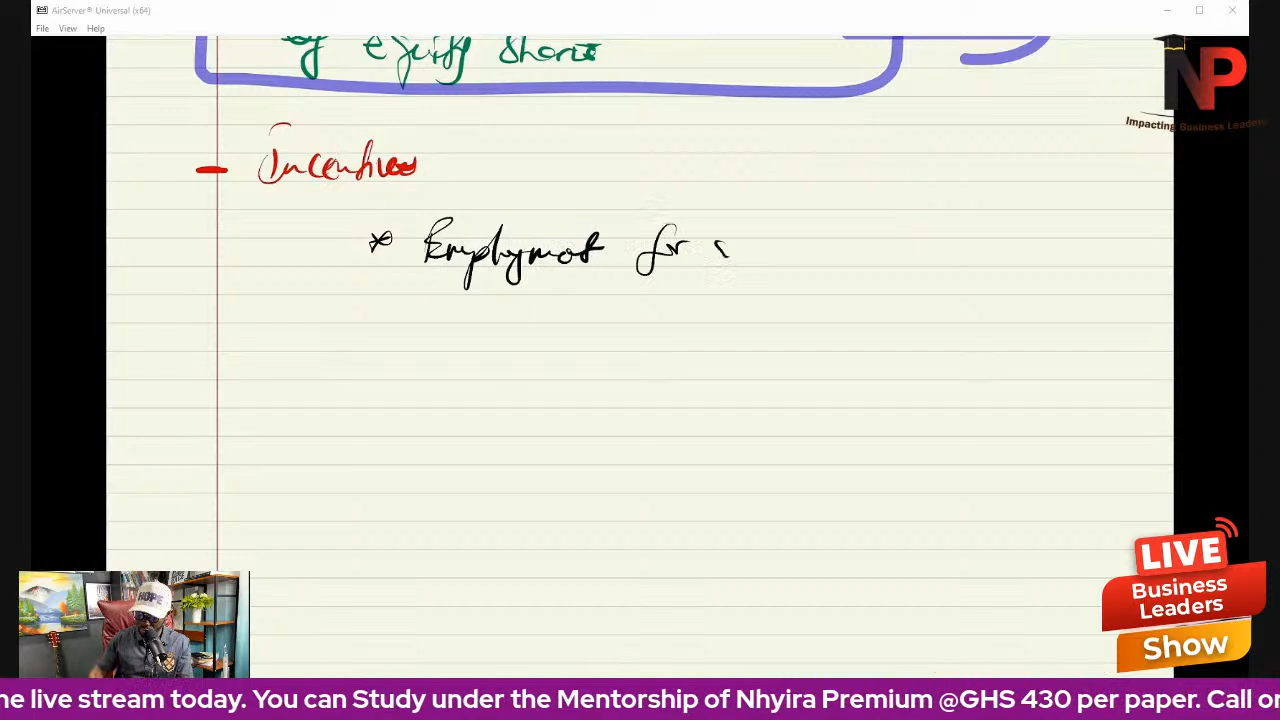 AirServer® Universal (x64)
File View Help
of equity shares
NP
Impacting Business Leaders
- Incentives
* Employment for
LIVE
Business
Leaders
Show
HOPE
he live stream today. You can Study under the Mentorship of Nhyira Premium @GHS 430 per paper. Call or